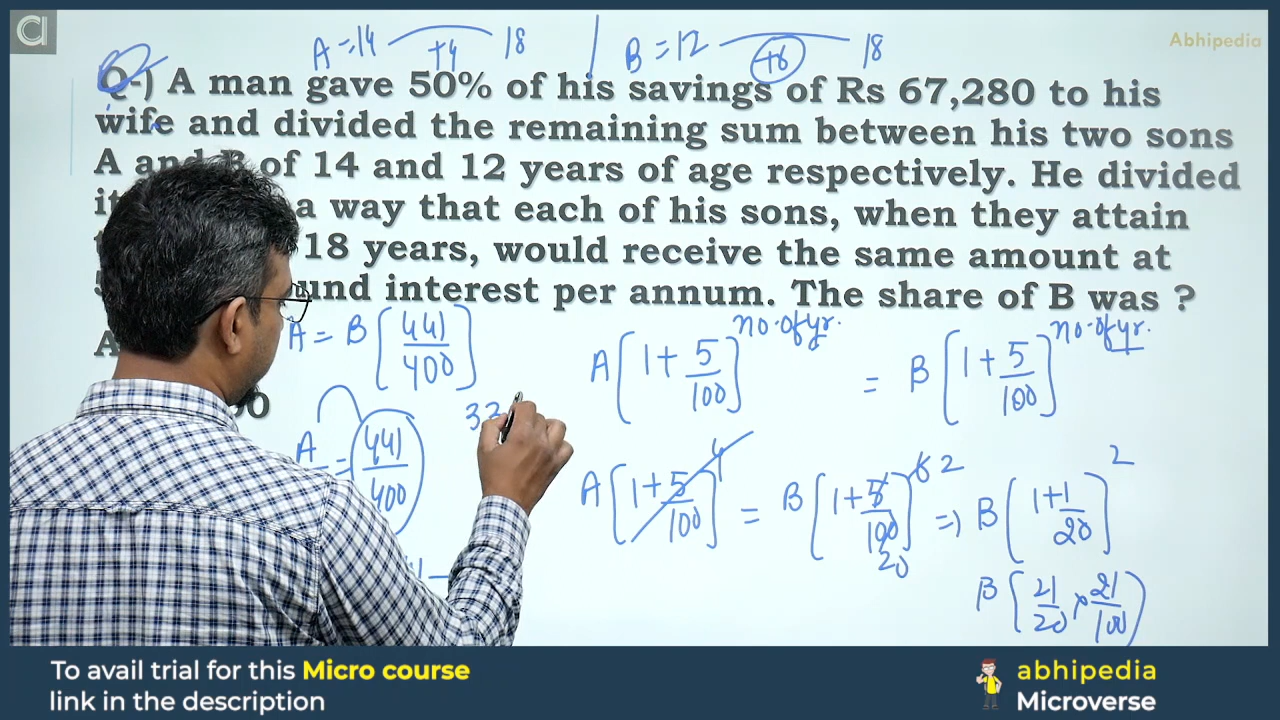 A = 14 +4 18 B = 12 +6 18
Abhipedia
Q-) A man gave 50% of his savings of Rs 67,280 to his
wife and divided the remaining sum between his two sons
A and B of 14 and 12 years of age respectively. He divided
a way that each of his sons, when they attain
18 years, would receive the same amount at
interest per annum. The share of B was ?
A = B [441/400]
A [1+5/100]^no.of yr. = B [1+5/100]^no.of yr.
A = 441/400
A [1+5/100]^4 = B [1+5/100]^6 2 20 => B [1+1/20]^2
B [21/20 × 21/100]
To avail trial for this Micro course
link in the description
abhipedia
Microverse